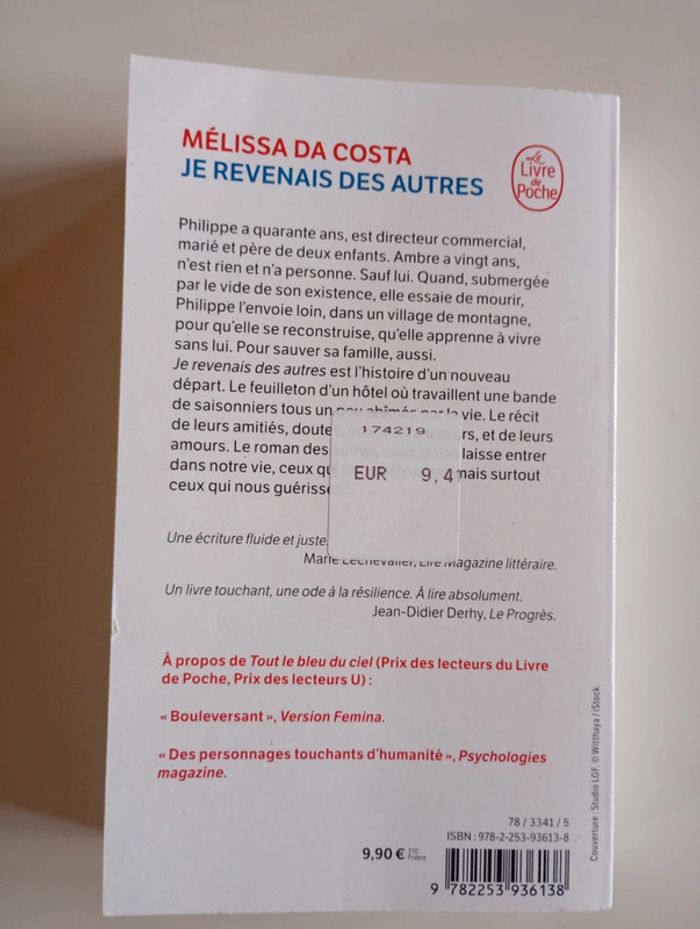 MÉLISSA DA COSTA
JE REVENAIS DES AUTRES
Le
Livre
de
Poche
Philippe a quarante ans, est directeur commercial,
marié et père de deux enfants. Ambre a vingt ans,
n'est rien et n'a personne. Sauf lui. Quand, submergée
par le vide de son existence, elle essaie de mourir,
Philippe l'envoie loin, dans un village de montagne,
pour qu'elle se reconstruise, qu'elle apprenne à vivre
sans lui. Pour sauver sa famille, aussi.
Je revenais des autres est l'histoire d'un nouveau
départ. Le feuilleton d'un hôtel où travaillent une bande
de saisonniers tous un peu abîmés par la vie. Le récit
de leurs amitiés, et de leurs
amours. Le roman des autres, ceux qu'on laisse entrer
dans notre vie, mais surtout
ceux qui nous
174219
EUR 9,4
Une écriture fluide et juste.
Marie Lechevalier, Lire Magazine littéraire.
Un livre touchant, une ode à la résilience. À lire absolument.
Jean-Didier Derhy, Le Progrès.
À propos de Tout le bleu du ciel (Prix des lecteurs du Livre
de Poche, Prix des lecteurs U) :
« Bouleversant », Version Femina.
« Des personnages touchants d'humanité », Psychologies
magazine.
Couverture : Studio LGF. © Witthaya / iStock.
78 / 3341 / 5
ISBN : 978-2-253-93613-8
9,90 € TTC
France
9 782253 936138